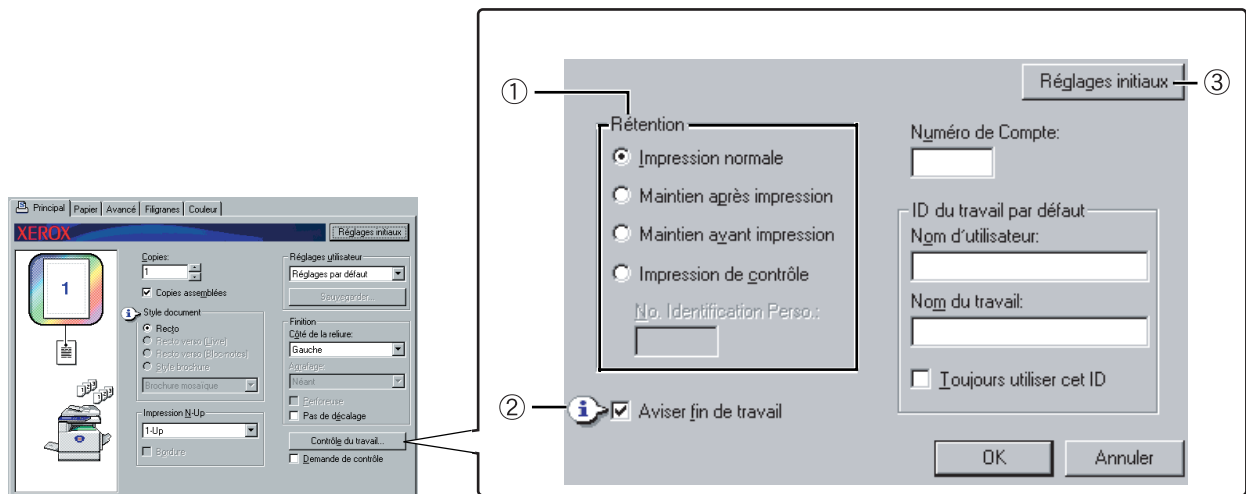 Principal Papier Avancé Filigranes Couleur
XEROX
Réglages initiaux
1
Copies:
1
Copies assemblées
Style document
Recto
Recto verso (Livre)
Recto verso (Blocnotes)
Style brochure
Brochure mosaïque
Impression N-Up
1-Up
Bordure
Réglages utilisateur
Réglages par défaut
Sauvegarder...
Finition
Côté de la reliure:
Gauche
Agrafage:
Néant
Perforeuse
Pas de décalage
Contrôle du travail...
Demande de contrôle
①
Rétention
Impression normale
Maintien après impression
Maintien avant impression
Impression de contrôle
No. Identification Perso.:
②
Aviser fin de travail
Réglages initiaux
③
Numéro de Compte:
ID du travail par défaut
Nom d'utilisateur:
Nom du travail:
Toujours utiliser cet ID
OK
Annuler